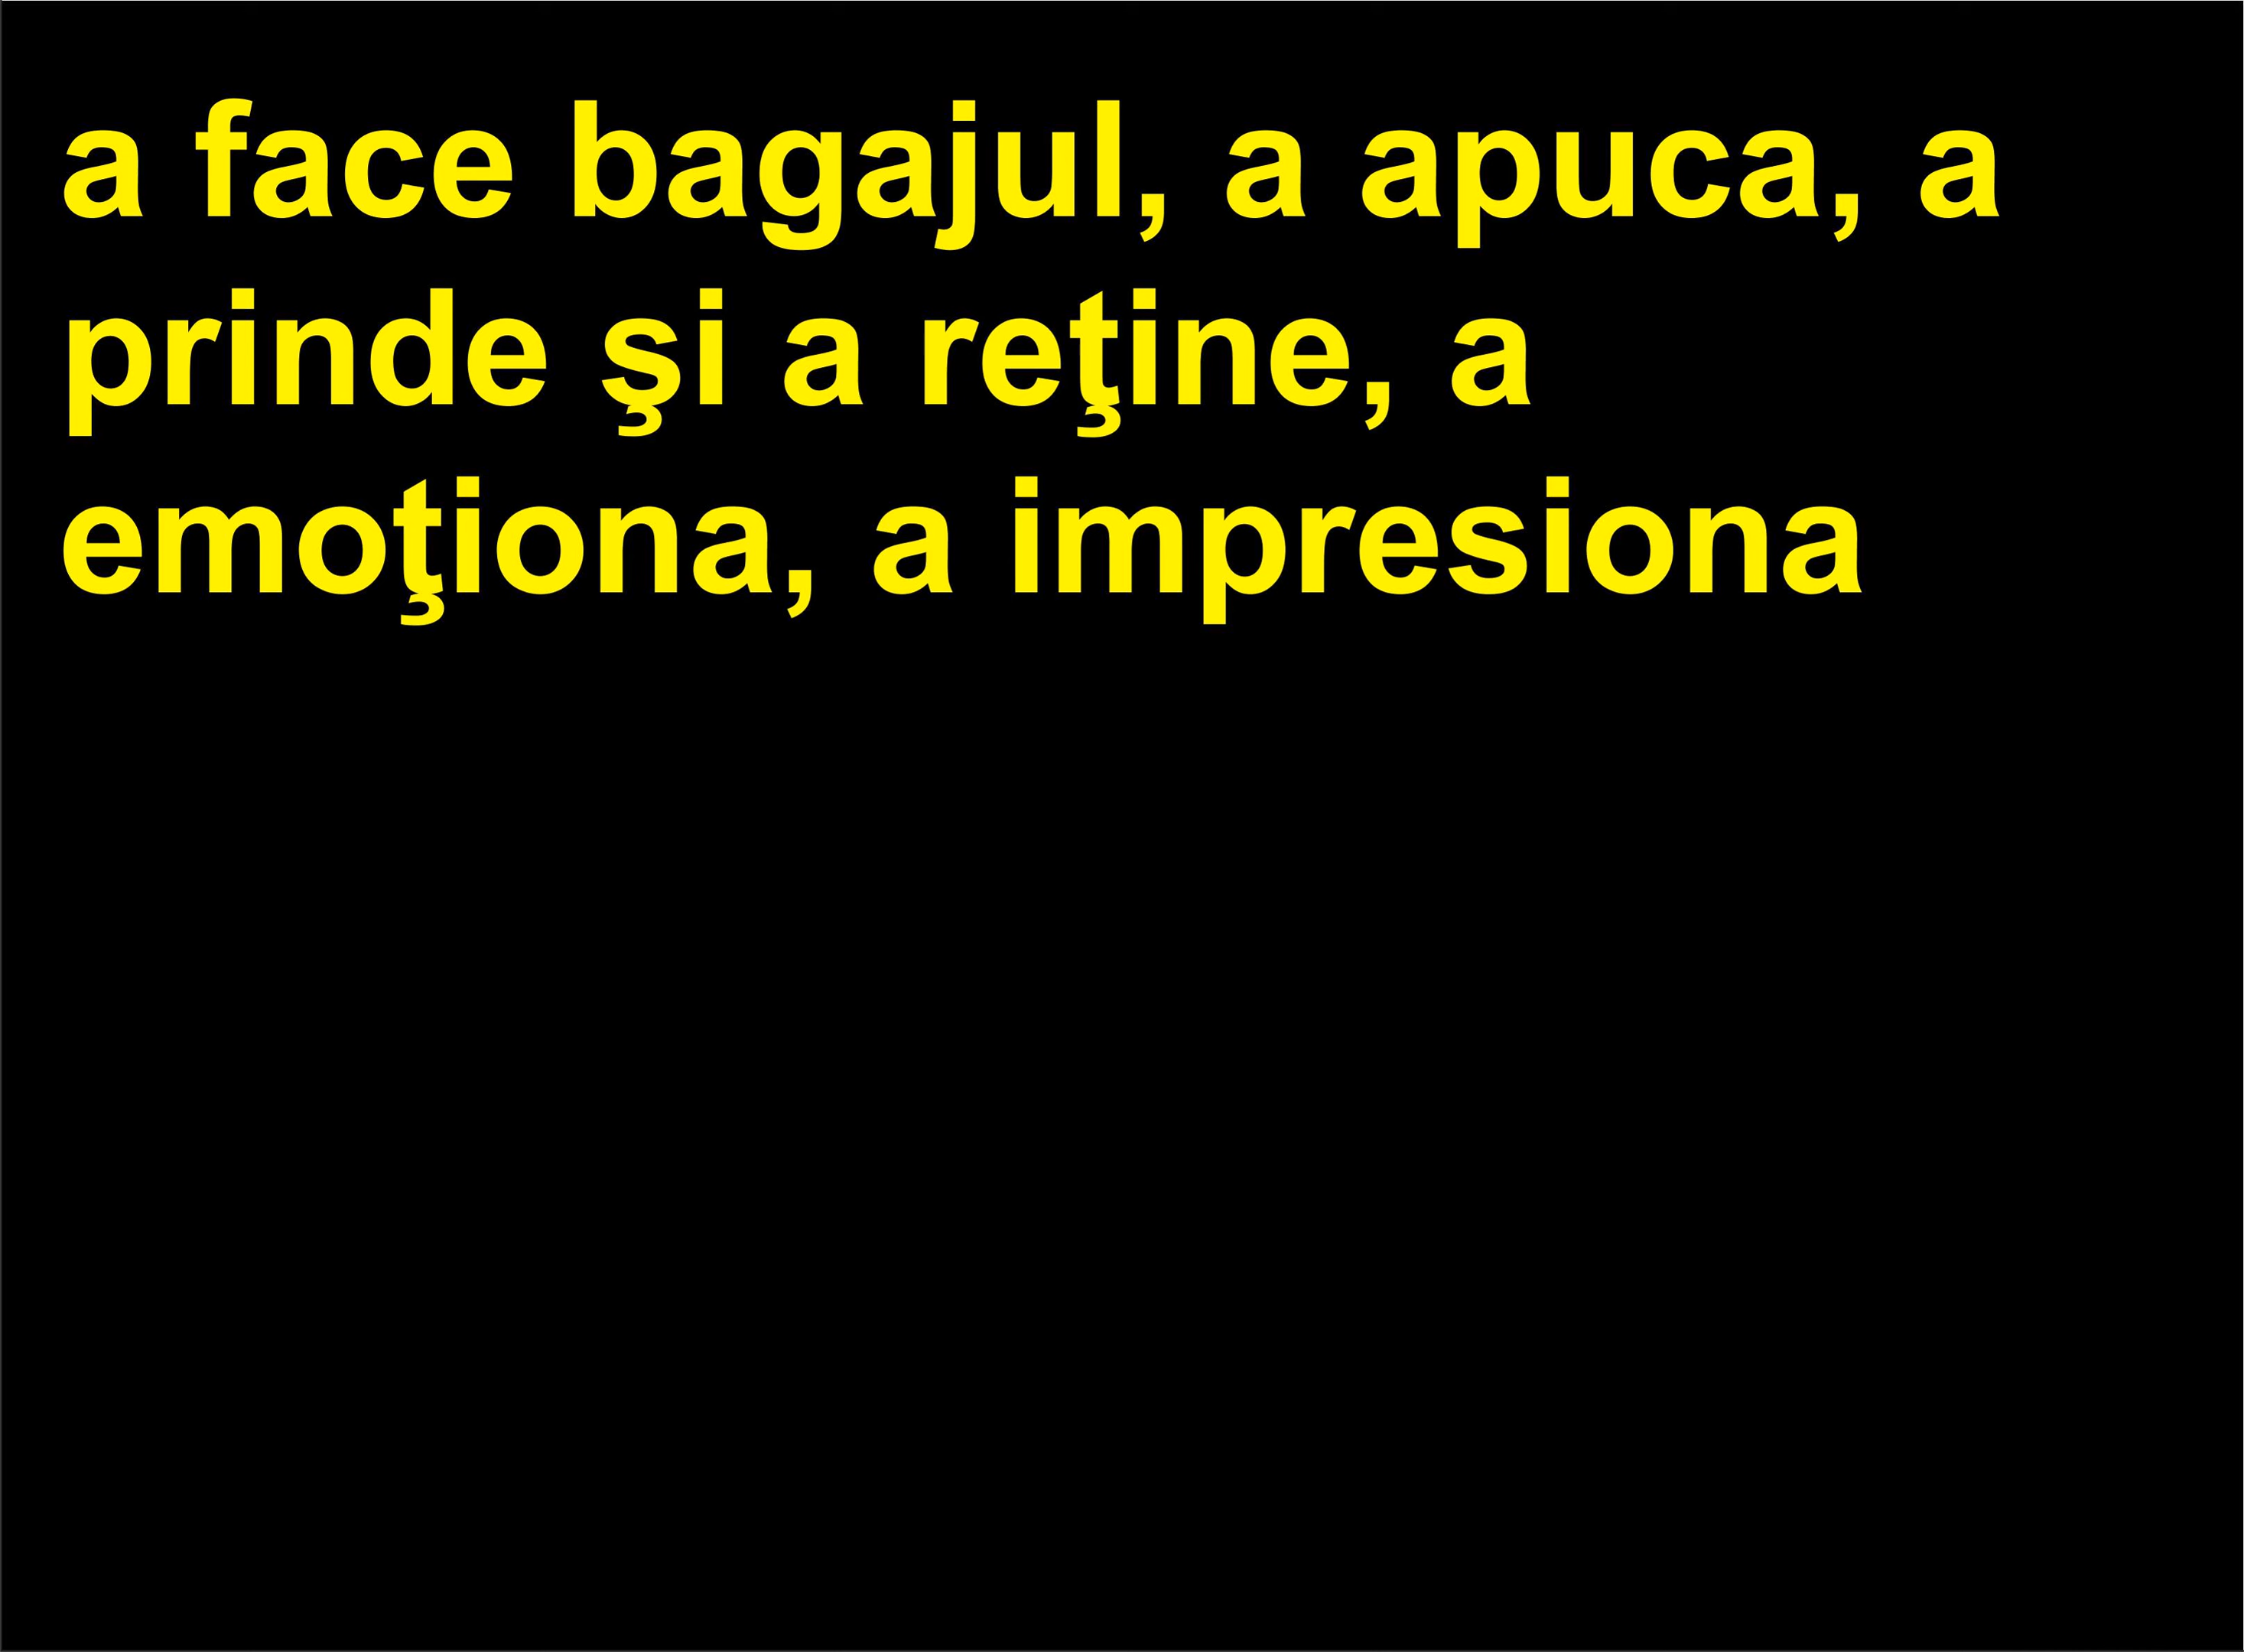 a face bagajul, a apuca, a
prinde şi a reţine, a
emoţiona, a impresiona